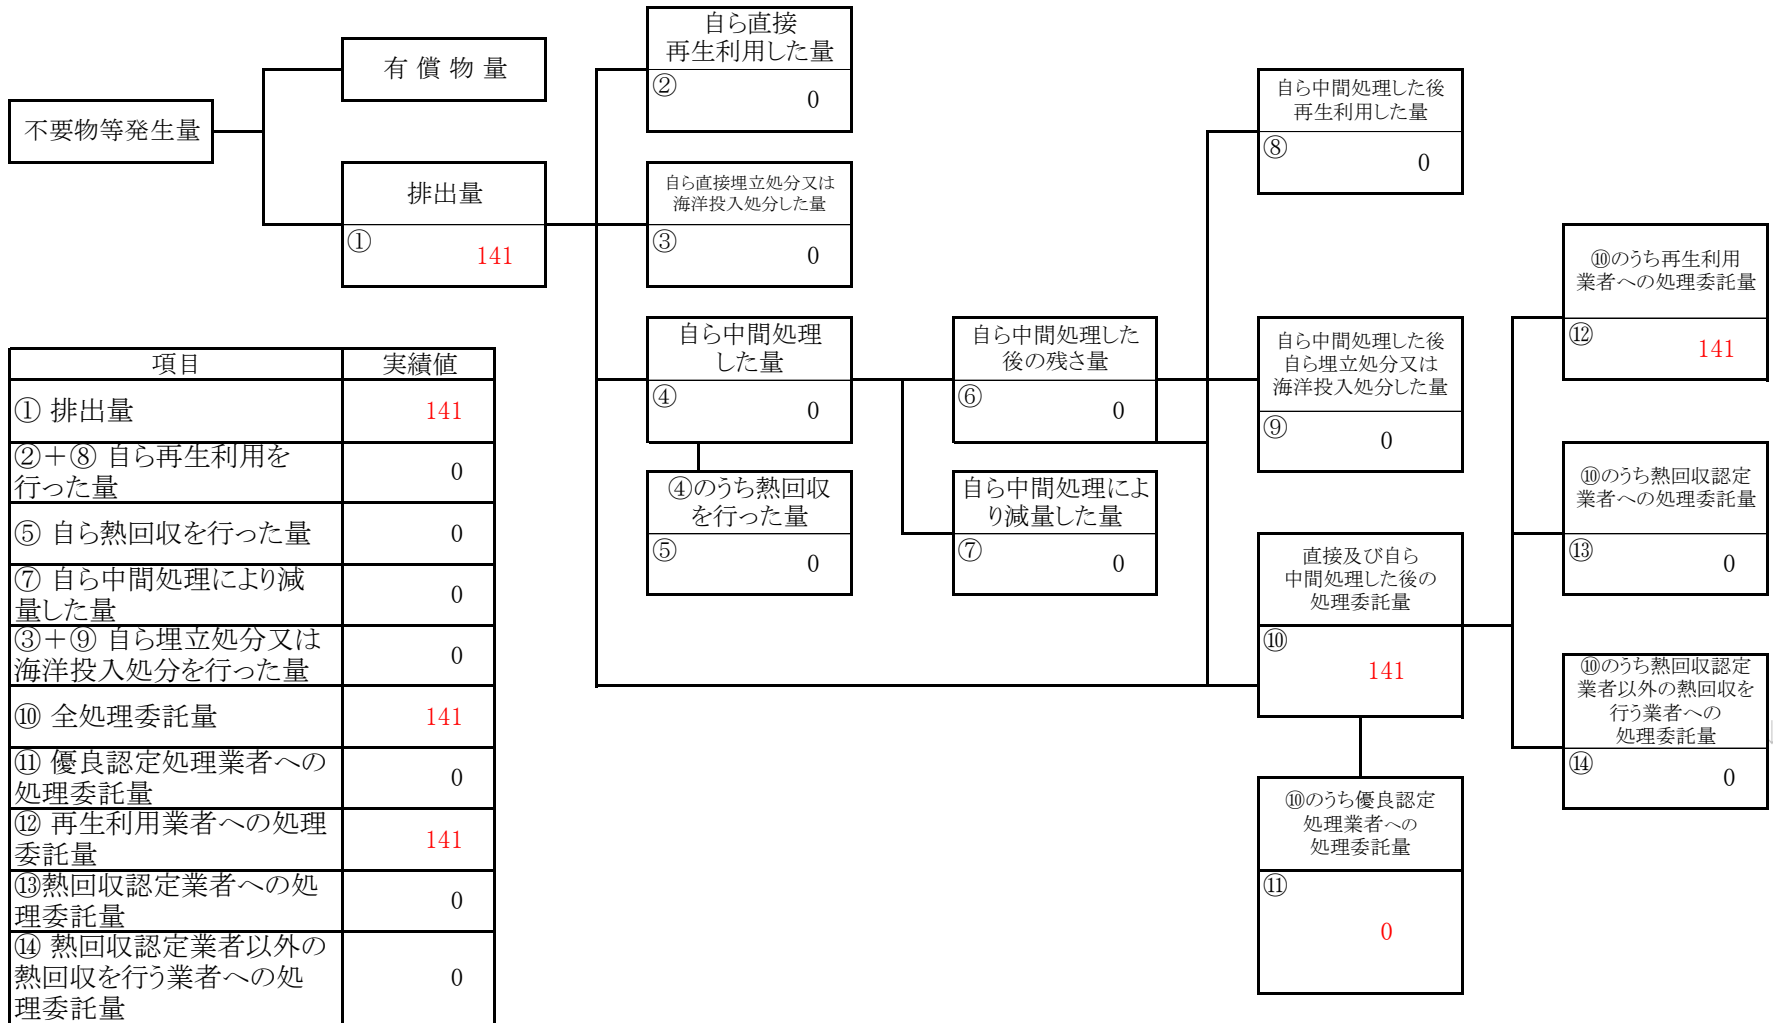 不要物等発生量
有 償 物 量
排出量
①
141
自ら直接
再生利用した量
②
0
自ら直接埋立処分又は
海洋投入処分した量
③
0
自ら中間処理
した量
④
0
④のうち熱回収
を行った量
⑤
0
自ら中間処理した
後の残さ量
⑥
0
自ら中間処理によ
り減量した量
⑦
0
自ら中間処理した後
再生利用した量
⑧
0
自ら中間処理した後
自ら埋立処分又は
海洋投入処分した量
⑨
0
直接及び自ら
中間処理した後の
処理委託量
⑩
141
⑩のうち優良認定
処理業者への
処理委託量
⑪
0
⑩のうち再生利用
業者への処理委託量
⑫
141
⑩のうち熱回収認定
業者への処理委託量
⑬
0
⑩のうち熱回収認定
業者以外の熱回収を
行う業者への
処理委託量
⑭
0
項目 実績値
① 排出量 141
②+⑧ 自ら再生利用を
行った量 0
⑤ 自ら熱回収を行った量 0
⑦ 自ら中間処理により減
量した量 0
③+⑨ 自ら埋立処分又は
海洋投入処分を行った量 0
⑩ 全処理委託量 141
⑪ 優良認定処理業者への
処理委託量 0
⑫ 再生利用業者への処理
委託量 141
⑬熱回収認定業者への処
理委託量 0
⑭ 熱回収認定業者以外の
熱回収を行う業者への処
理委託量 0